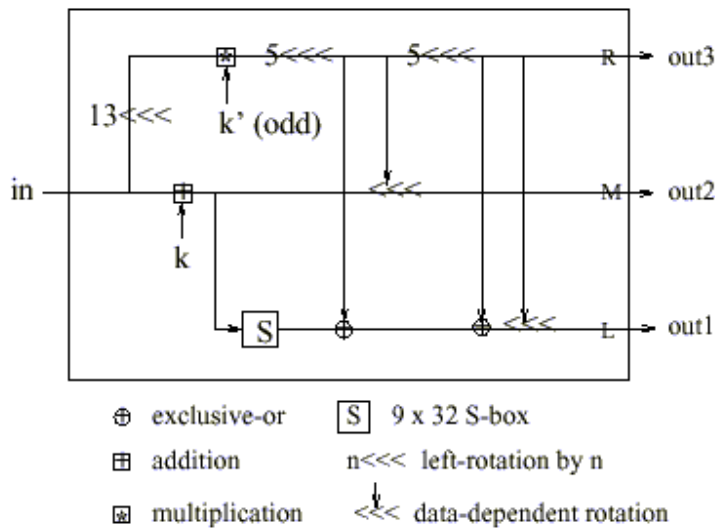 5<<< 5<<< R out3
13<<<
k' (odd)
in <<< M out2
k
S <<< L out1
exclusive-or S 9 x 32 S-box
addition n<<< left-rotation by n
multiplication <<< data-dependent rotation